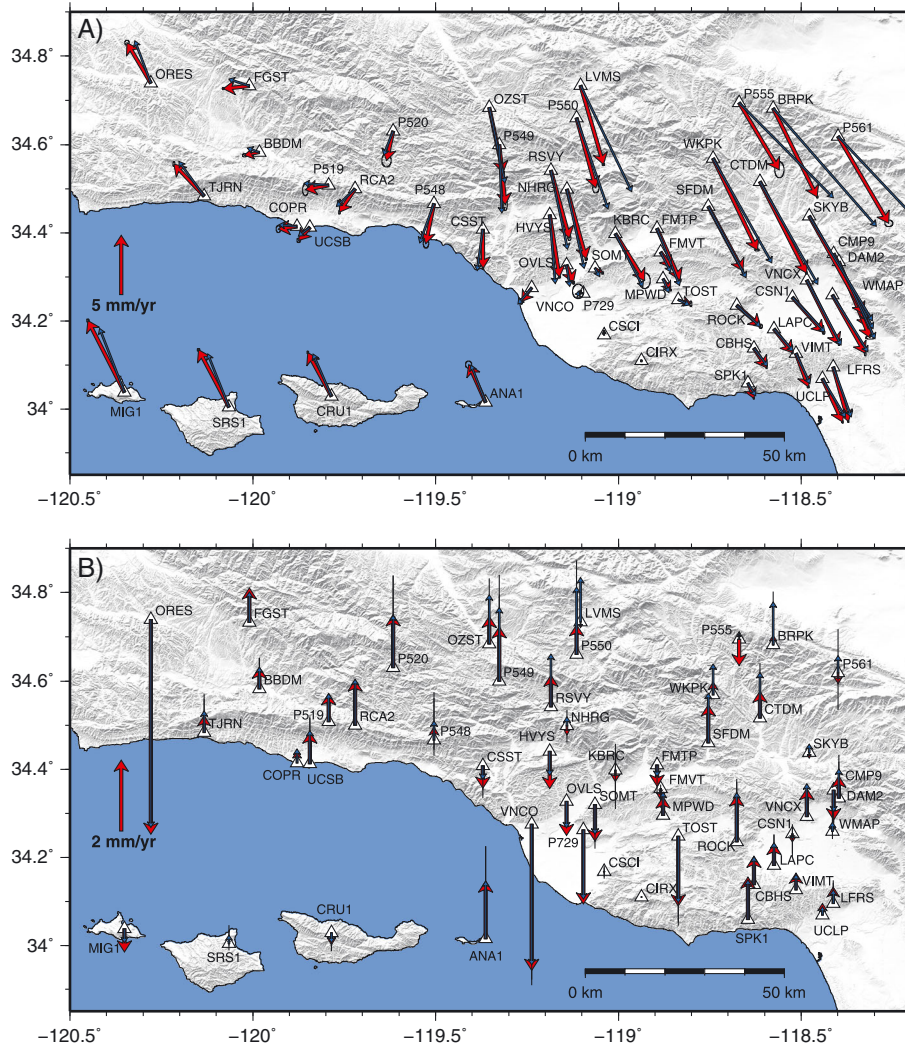 A)
34.8
34.6
34.4
34.2
34
ORES
FGST
LVMS
OZST
P550
P555
BRPK
P520
P549
P561
BBDM
RSVY
WKPK
P519
CTDM
TJRN
RCA2
P548
NHRG
SFDM
SKYB
COPR
CSST
HVYS
KBRC
FMTP
UCSB
FMVT
CMP9
OVLS
SOMT
DAM2
5 mm/yr
MPWD
TOST
CSN1
VNCX
WMAP
VNCO
P729
ROCK
LAPC
CSCI
CIRX
CBHS
VIMT
LFRS
SPK1
MIG1
SRS1
CRU1
ANA1
UCLP
0 km
50 km
−120.5
−120
−119.5
−119
−118.5
B)
34.8
34.6
34.4
34.2
34
ORES
FGST
LVMS
OZST
P550
P555
BRPK
P520
P549
P561
BBDM
RSVY
WKPK
P519
RCA2
CTDM
TJRN
P548
NHRG
SFDM
HVYS
SKYB
COPR
UCSB
CSST
KBRC
FMTP
FMVT
CMP9
OVLS
SOMT
MPWD
DAM2
2 mm/yr
VNCO
P729
TOST
ROCK
VNCX
CSN1
WMAP
CSCI
LAPC
CIRX
CBHS
VIMT
LFRS
MIG1
SRS1
CRU1
ANA1
SPK1
UCLP
0 km
50 km
−120.5
−120
−119.5
−119
−118.5